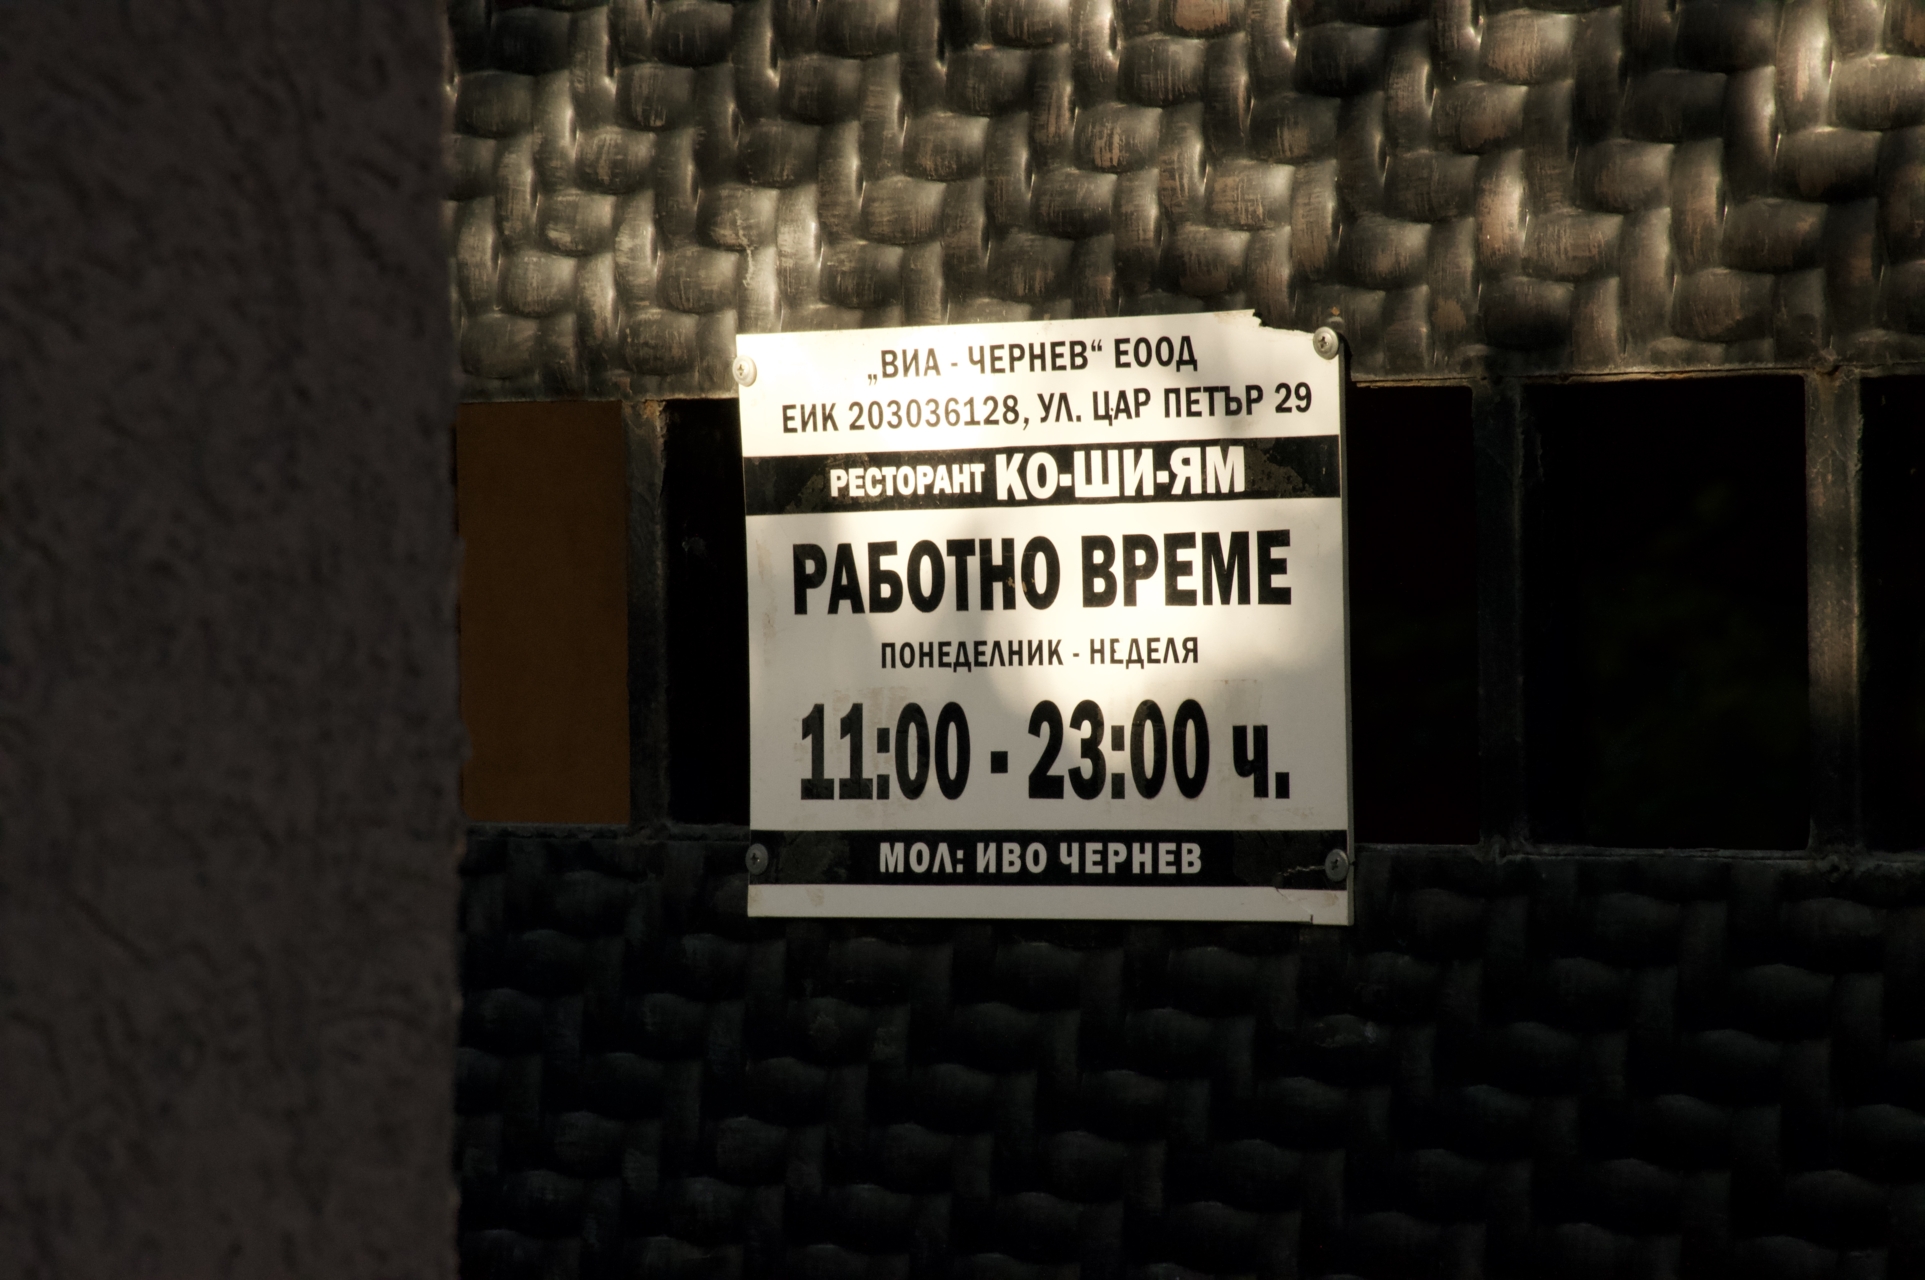 „ВИА - ЧЕРНЕВ“ ЕООД
ЕИК 203036128, УЛ. ЦАР ПЕТЪР 29
РЕСТОРАНТ КО-ШИ-ЯМ
РАБОТНО ВРЕМЕ
ПОНЕДЕЛНИК - НЕДЕЛЯ
11:00 - 23:00 ч.
МОЛ: ИВО ЧЕРНЕВ